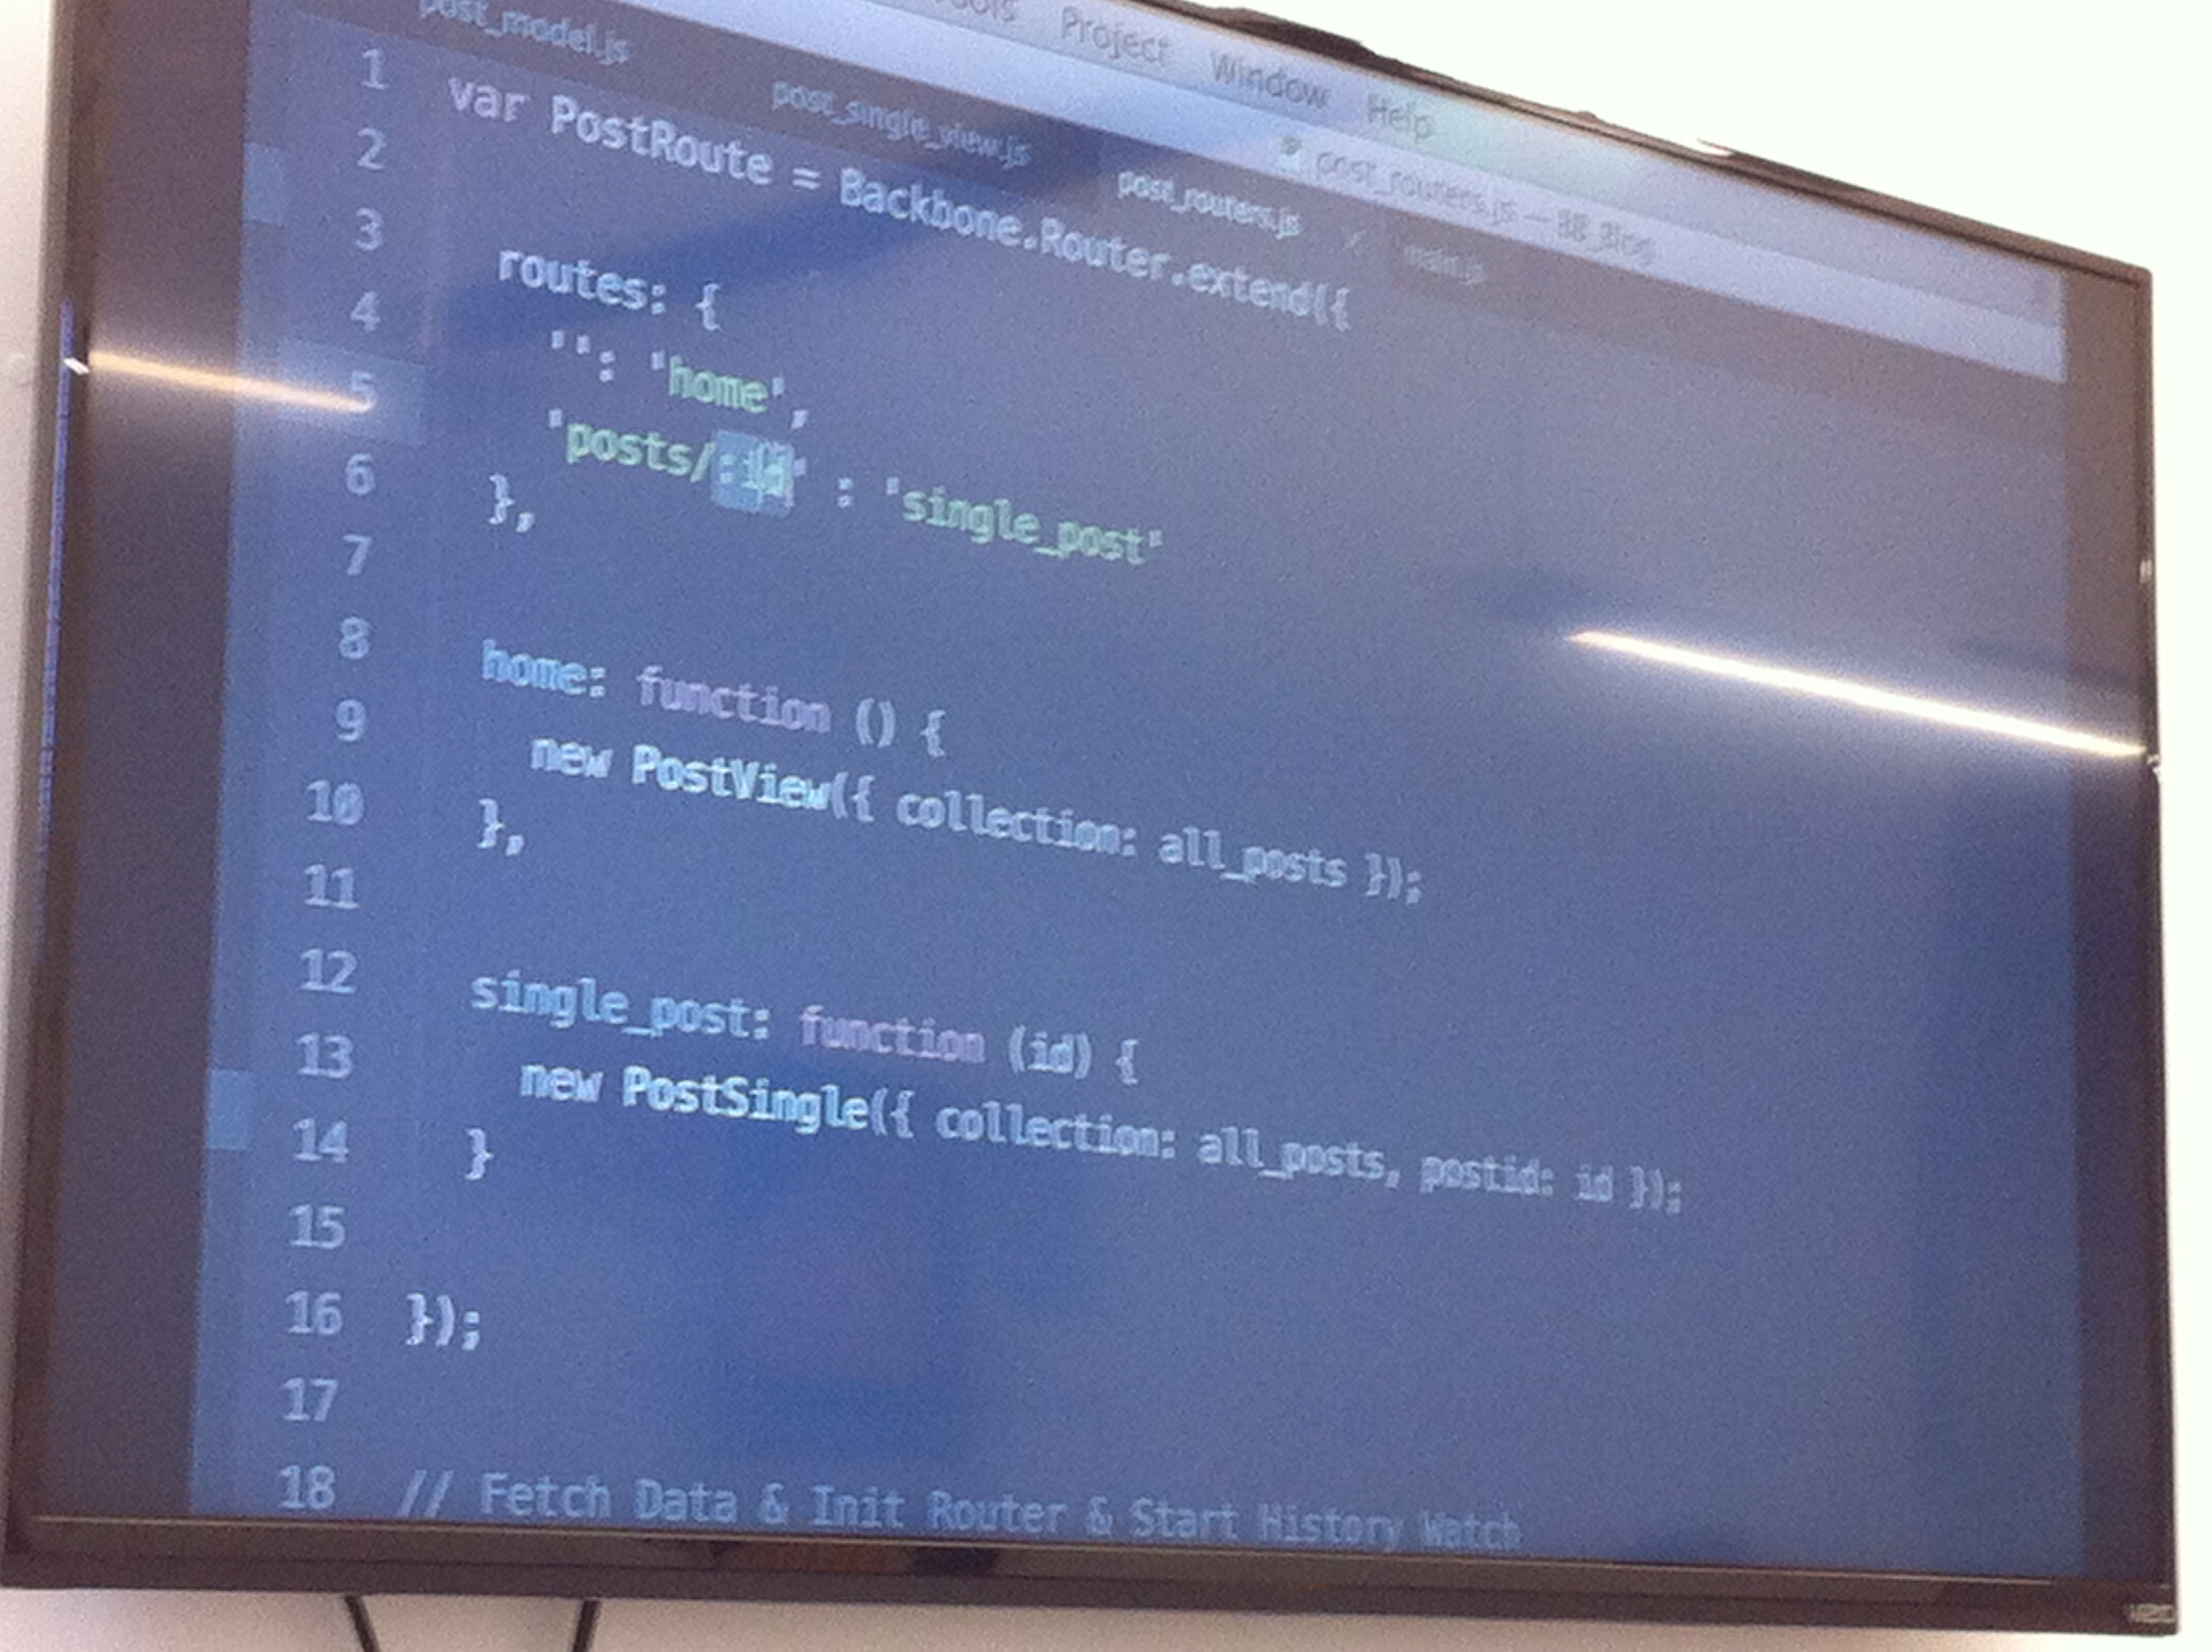 Project Window Help
post_routers.js — BB_Blog
post_model.js post_single_view.js post_routers.js main.js
1 var PostRoute = Backbone.Router.extend({
2
3 routes: {
4 '': 'home',
5 'posts/:id' : 'single_post'
6 },
7
8 home: function () {
9 new PostView({ collection: all_posts });
10 },
11
12 single_post: function (id) {
13 new PostSingle({ collection: all_posts, postid: id });
14 }
15
16 });
17
18 // Fetch Data & Init Router & Start History Watch